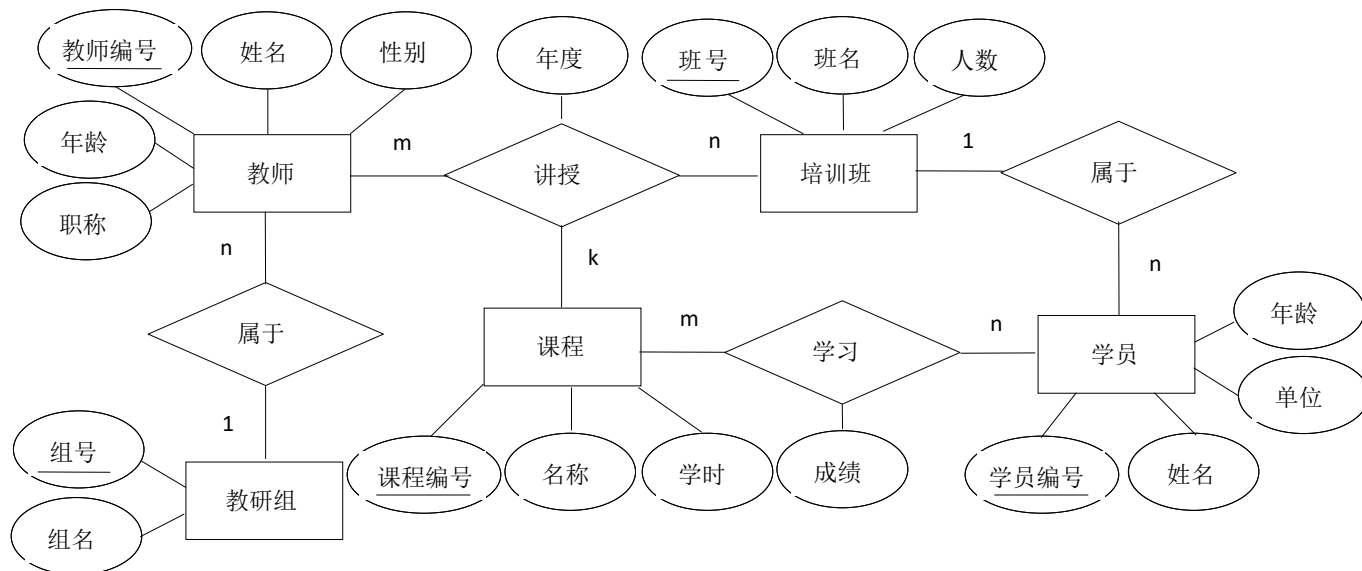 教师编号
姓名
性别
年度
班号
班名
人数
年龄
职称
教师
m
讲授
n
培训班
1
属于
n
k
n
属于
1
课程
m
学习
n
学员
年龄
单位
组号
组名
教研组
课程编号
名称
学时
成绩
学员编号
姓名